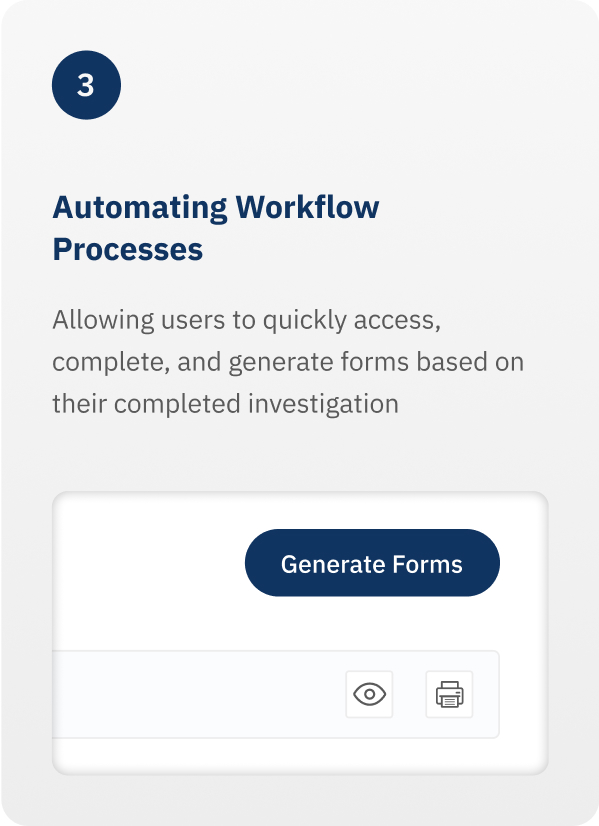 3
Automating Workflow
Processes
Allowing users to quickly access,
complete, and generate forms based on
their completed investigation
Generate Forms